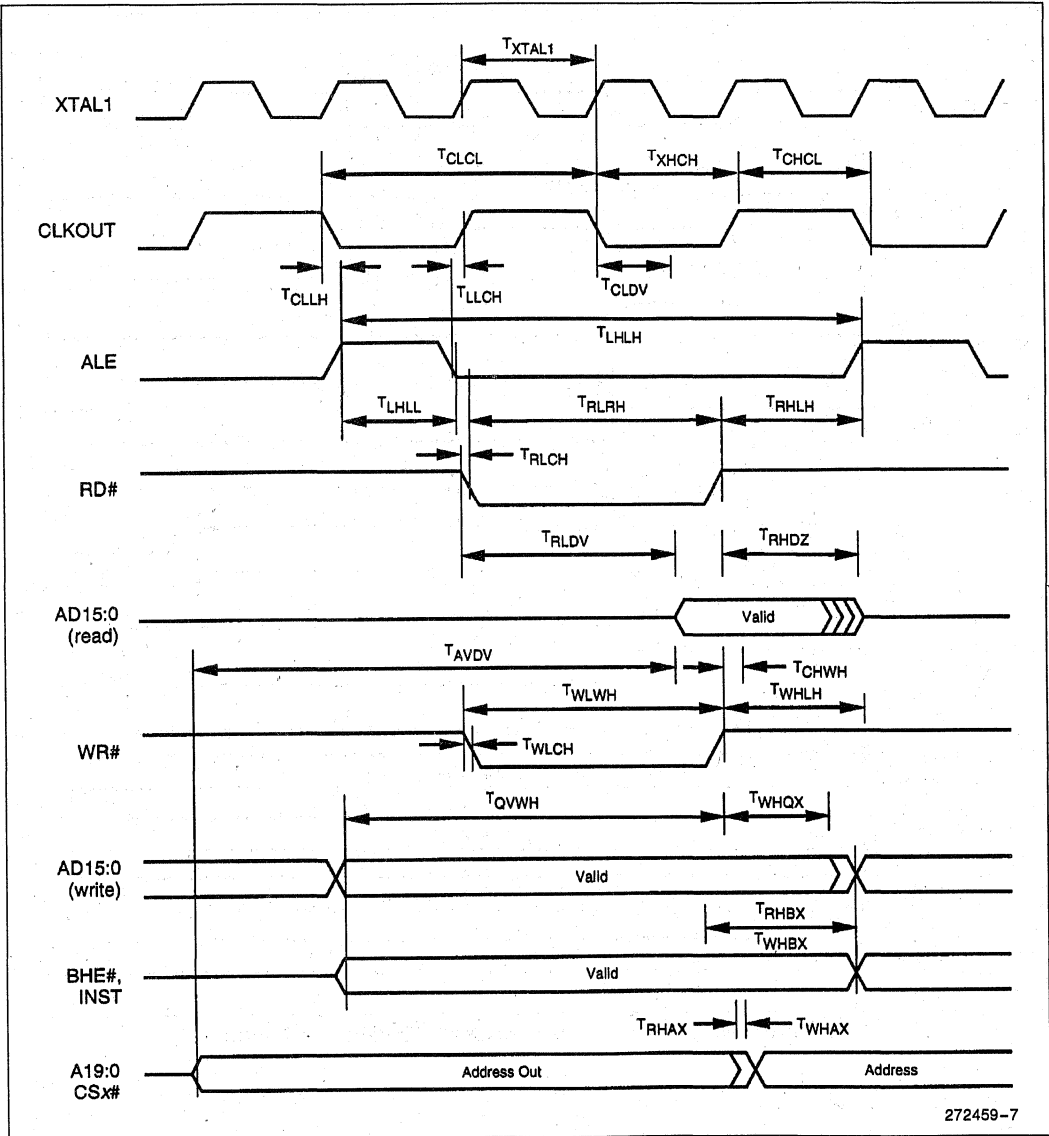 TXTAL1
XTAL1
TCLCL
TXHCH
TCHCL
CLKOUT
TCLLH
TLLCH
TCLDV
TLHLH
ALE
TLHLL
TRLRH
TRHLH
TRLCH
RD#
TRLDV
TRHDZ
AD15:0
(read)
Valid
TAVDV
TCHWH
TWLWH
TWHLH
WR#
TWLCH
TQVWH
TWHQX
AD15:0
(write)
Valid
TRHBX
TWHBX
BHE#,
INST
Valid
TRHAX
TWHAX
A19:0
CSx#
Address Out
Address
272459-7